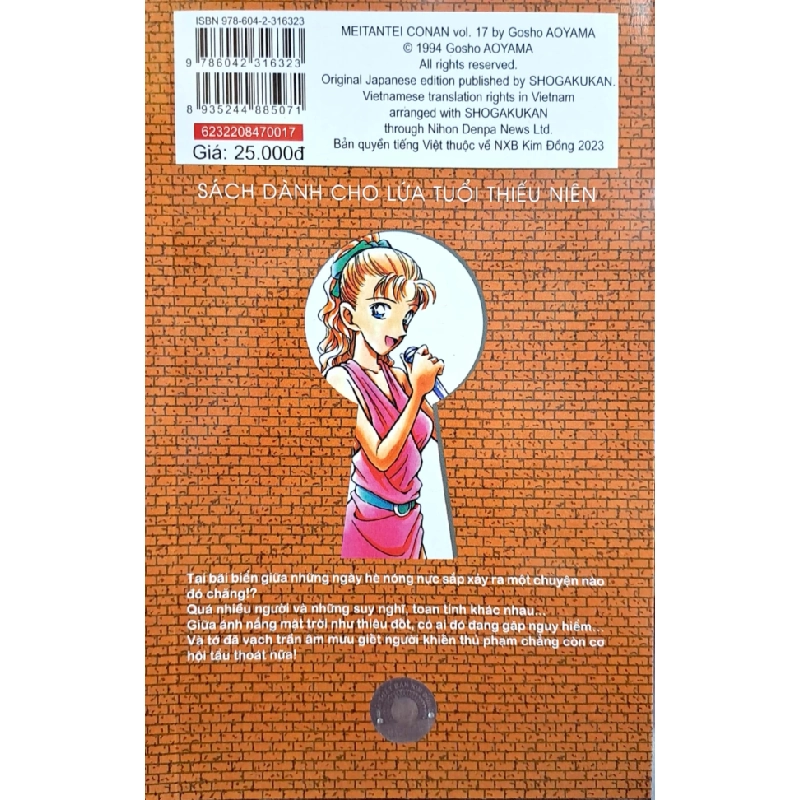 ISBN 978-604-2-316323
9 786042 316323
8 935244 885071
6232208470017
Giá: 25.000đ
MEITANTEI CONAN vol. 17 by Gosho AOYAMA
© 1994 Gosho AOYAMA
All rights reserved.
Original Japanese edition published by SHOGAKUKAN.
Vietnamese translation rights in Vietnam
arranged with SHOGAKUKAN
through Nihon Denpa News Ltd.
Bản quyền tiếng Việt thuộc về NXB Kim Đồng 2023
SÁCH DÀNH CHO LỨA TUỔI THIẾU NIÊN
Tại bãi biển giữa những ngày hè nóng nực sắp xảy ra một chuyện nào
đó chăng!?
Quá nhiều người và những suy nghĩ, toan tính khác nhau...
Giữa ánh nắng mặt trời như thiêu đốt, có ai đó đang gặp nguy hiểm...
Và tớ đã vạch trần âm mưu giết người khiến thủ phạm chẳng còn cơ
hội tẩu thoát nữa!